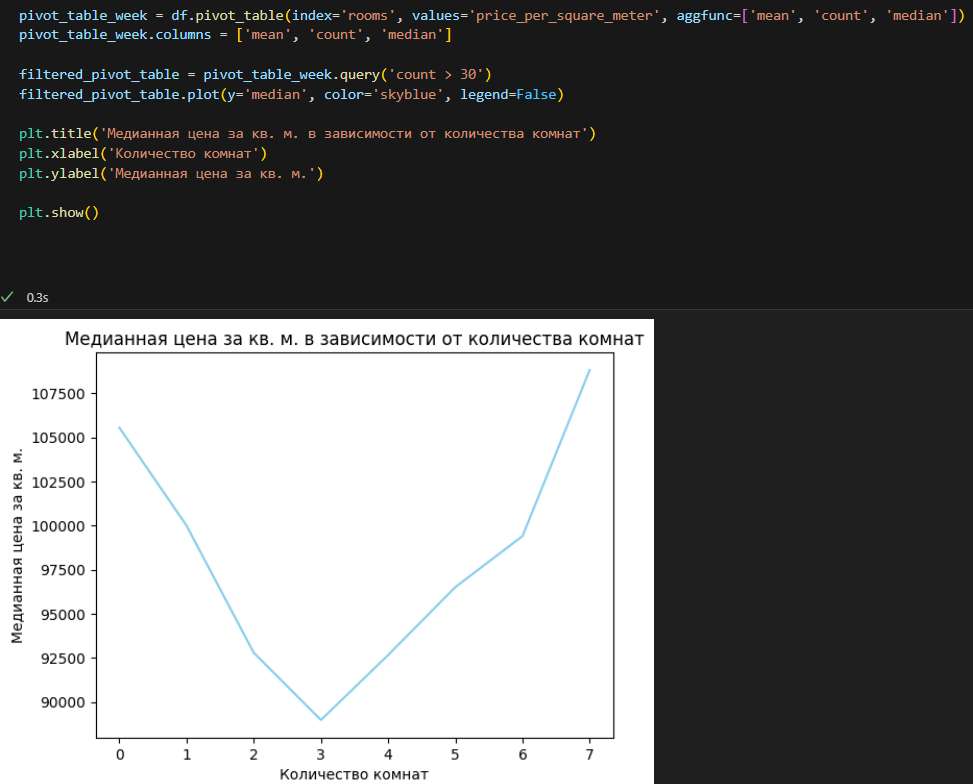 pivot_table_week = df.pivot_table(index='rooms', values='price_per_square_meter', aggfunc=['mean', 'count', 'median'])
pivot_table_week.columns = ['mean', 'count', 'median']
filtered_pivot_table = pivot_table_week.query('count > 30')
filtered_pivot_table.plot(y='median', color='skyblue', legend=False)
plt.title('Медианная цена за кв. м. в зависимости от количества комнат')
plt.xlabel('Количество комнат')
plt.ylabel('Медианная цена за кв. м.')
plt.show()
0.3s
Медианная цена за кв. м. в зависимости от количества комнат
Медианная цена за кв. м.
107500
105000
102500
100000
97500
95000
92500
90000
0 1 2 3 4 5 6 7
Количество комнат